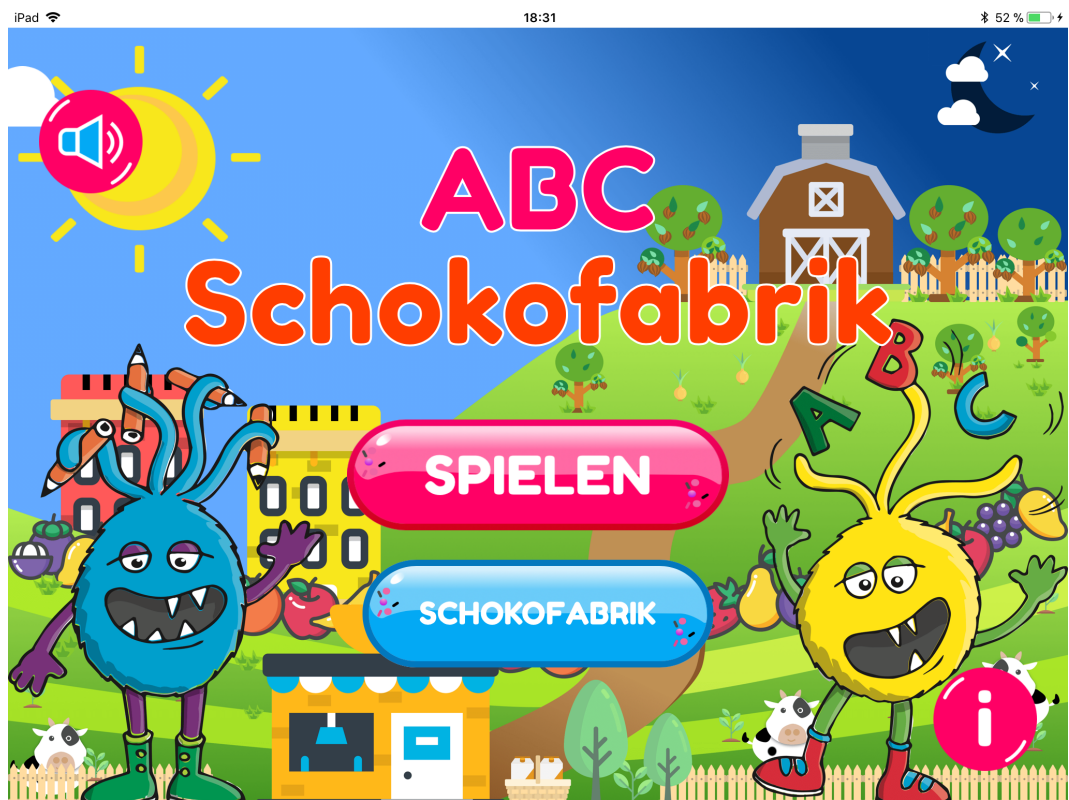 iPad 18:31 52 %
ABC
Schokofabrik
A B C
SPIELEN
SCHOKOFABRIK
i